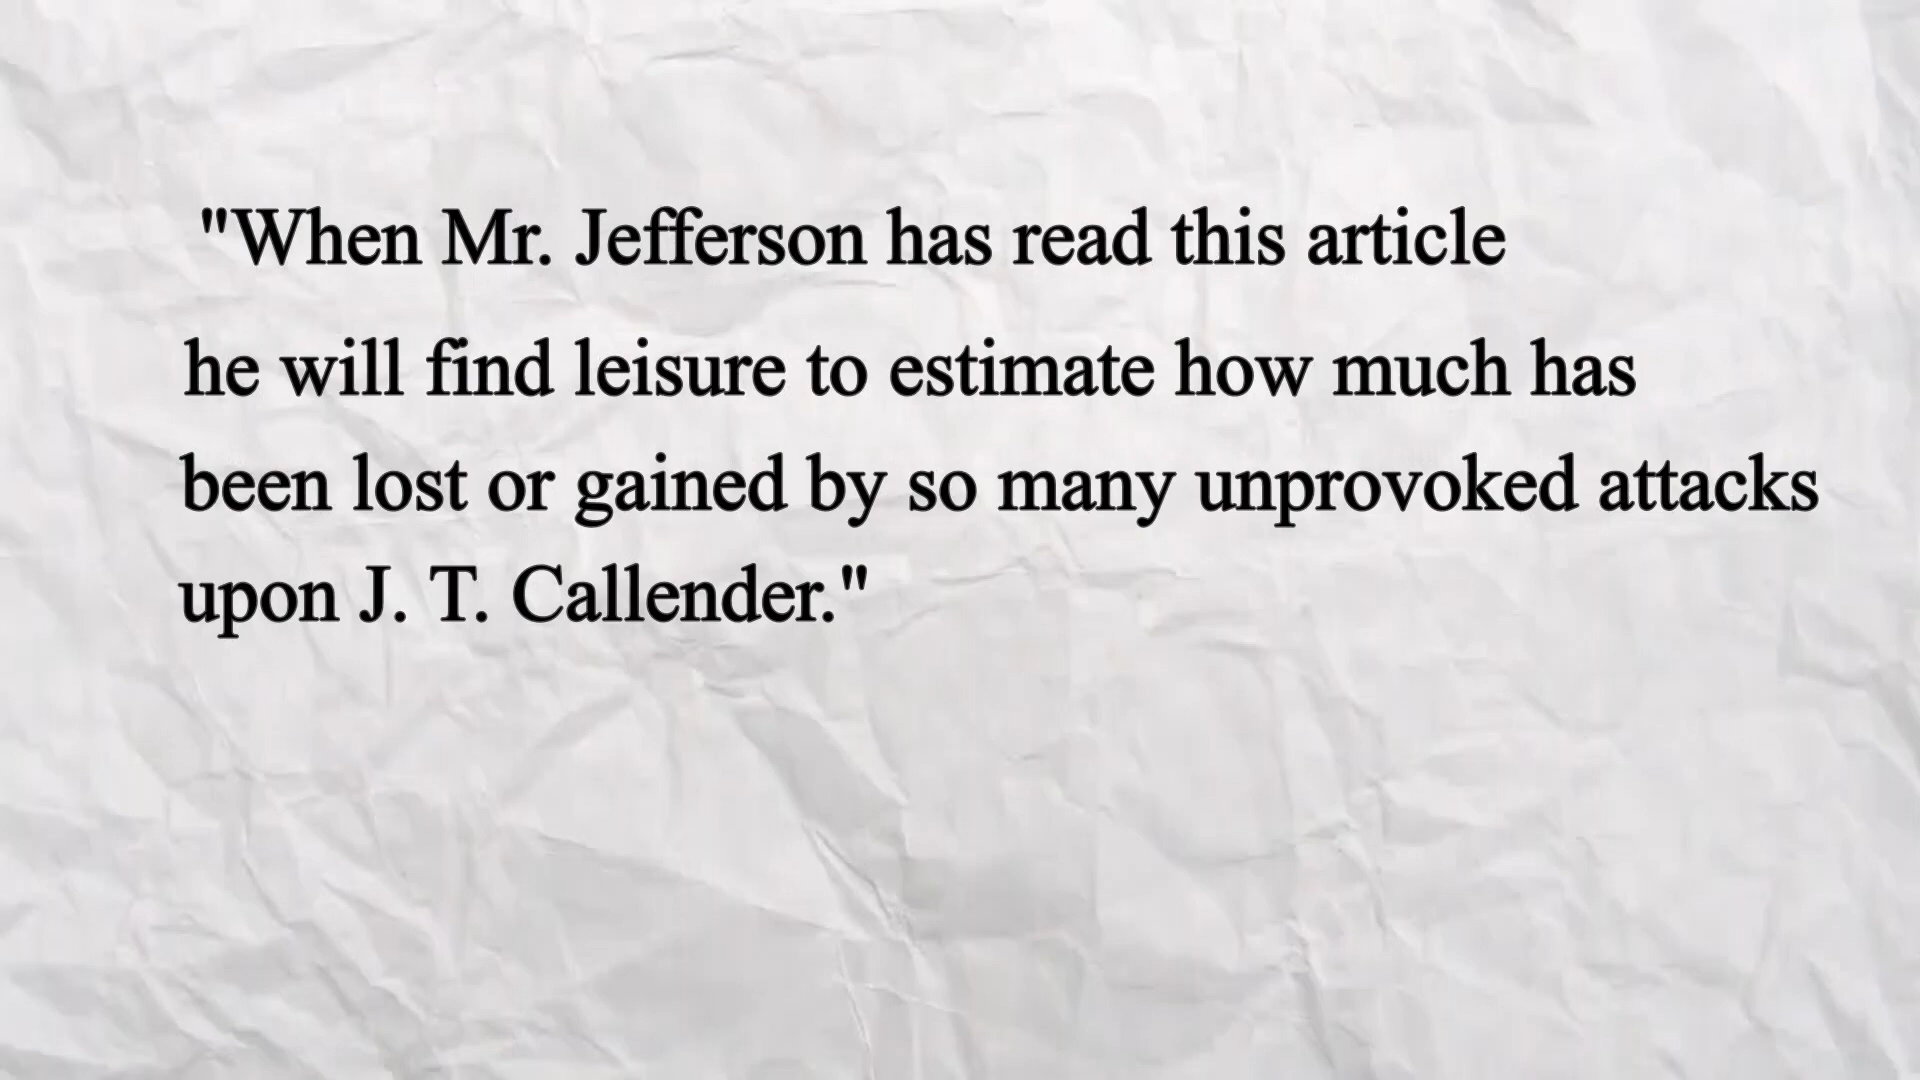 "When Mr. Jefferson has read this article
he will find leisure to estimate how much has
been lost or gained by so many unprovoked attacks
upon J. T. Callender."